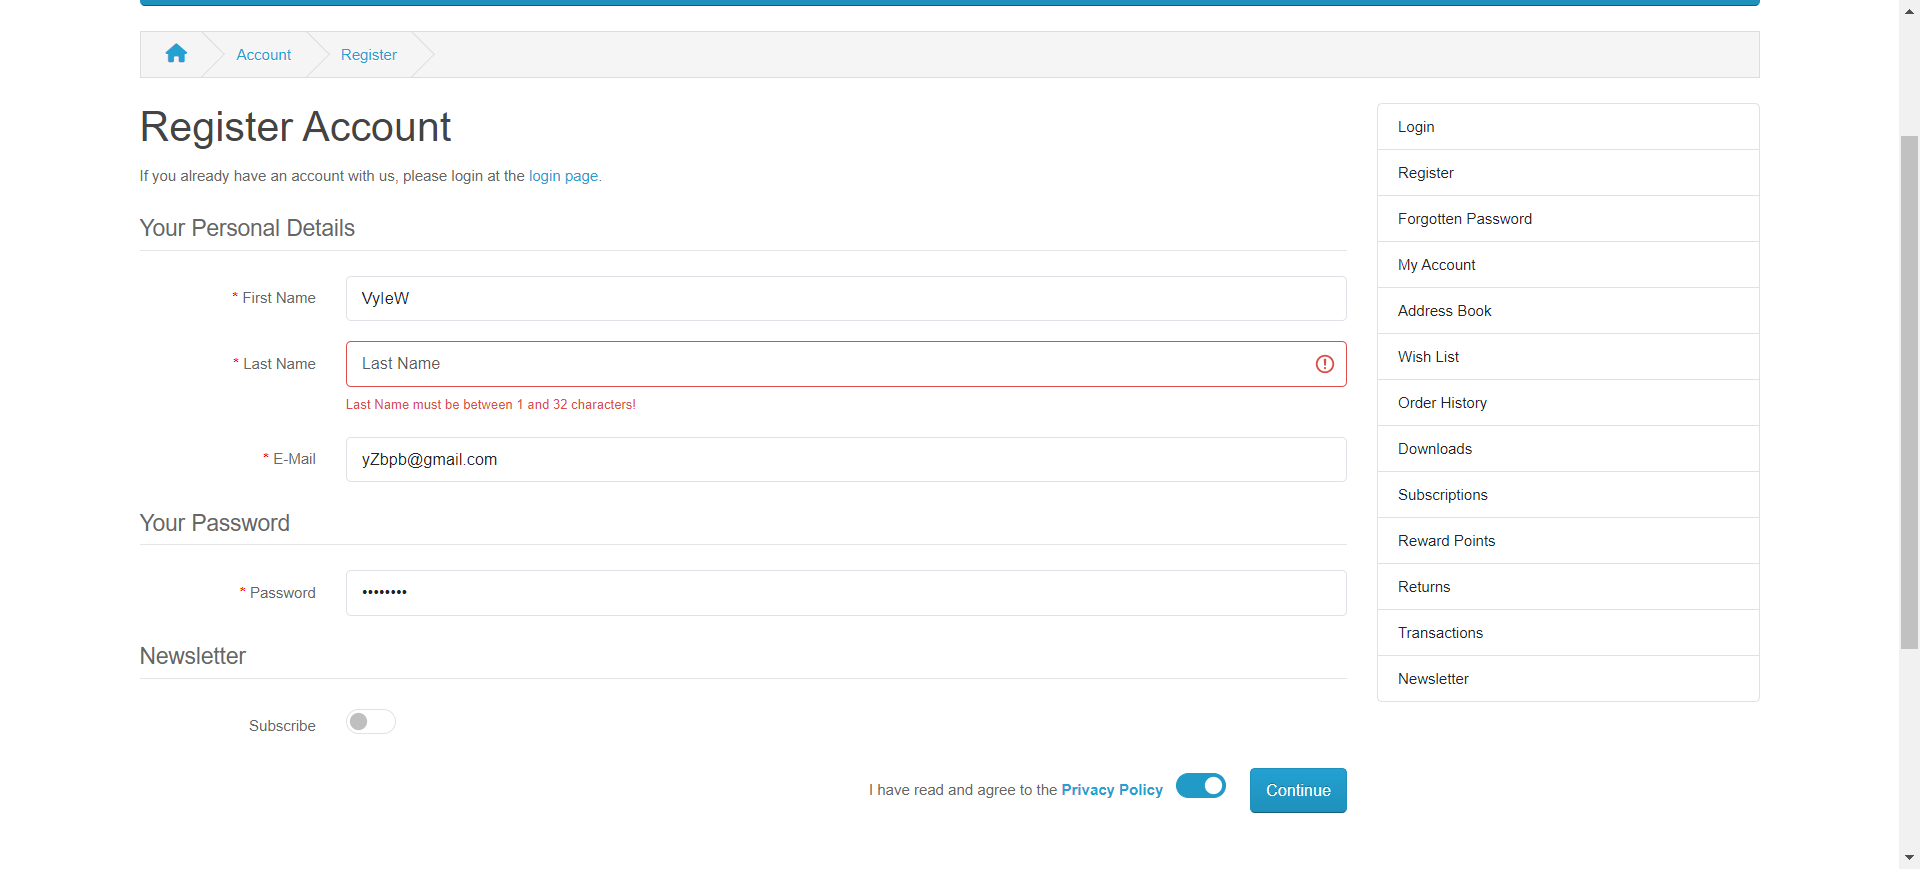 Account
Register
Register Account
If you already have an account with us, please login at the login page.
Your Personal Details
* First Name
VyIeW
* Last Name
Last Name
Last Name must be between 1 and 32 characters!
* E-Mail
yZbpb@gmail.com
Your Password
* Password
••••••••
Newsletter
Subscribe
I have read and agree to the Privacy Policy
Continue
Login
Register
Forgotten Password
My Account
Address Book
Wish List
Order History
Downloads
Subscriptions
Reward Points
Returns
Transactions
Newsletter